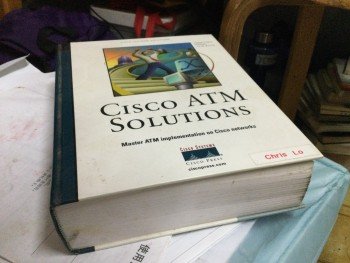 CISCO ATM
SOLUTIONS
Master ATM implementation on Cisco networks
CISCO SYSTEMS
CISCO PRESS
ciscopress.com
Chris Lo